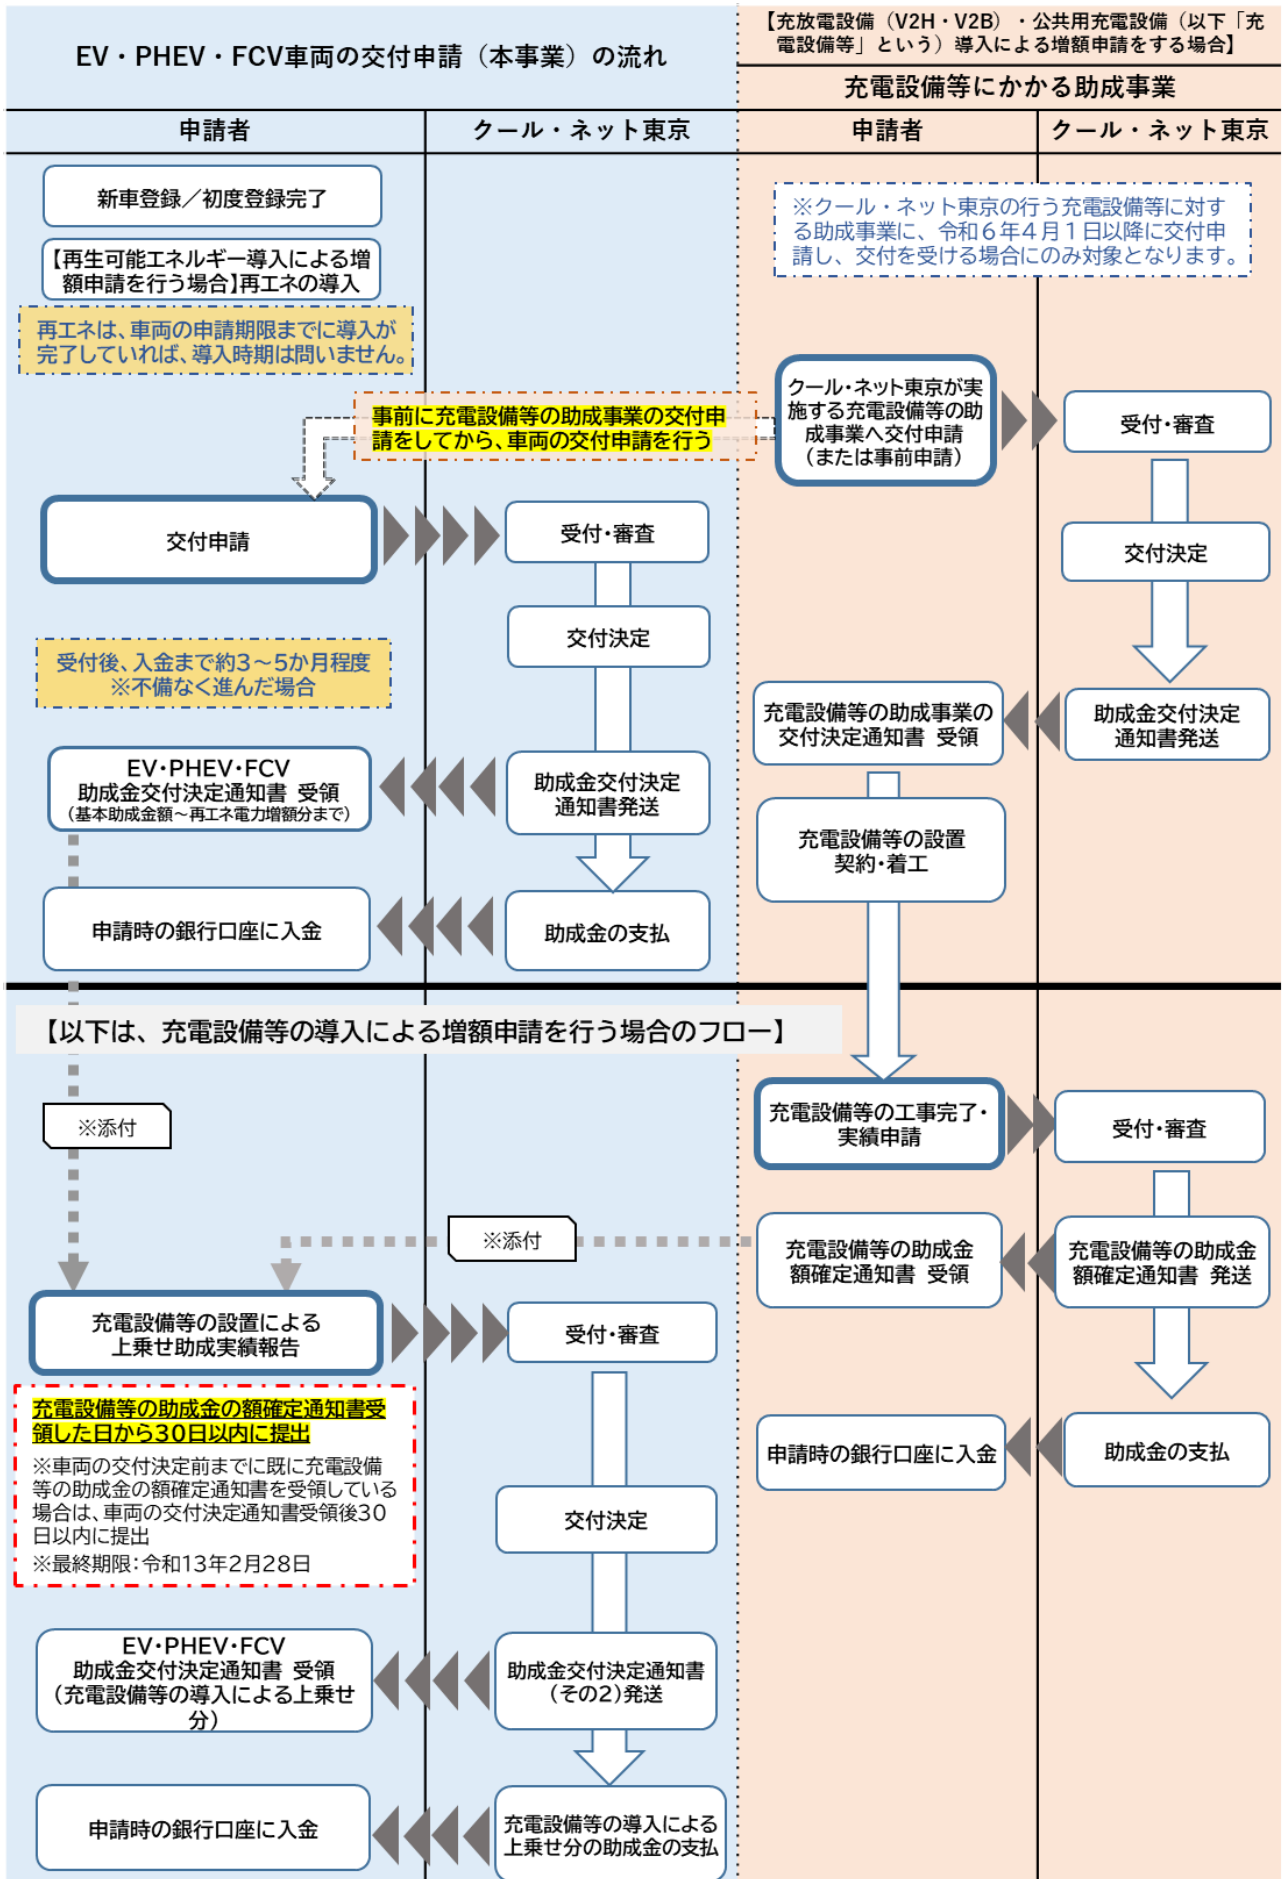 EV・PHEV・FCV車両の交付申請（本事業）の流れ
【充放電設備（V2H・V2B）・公共用充電設備（以下「充
電設備等」という）導入による増額申請をする場合】
充電設備等にかかる助成事業
申請者
クール・ネット東京
申請者
クール・ネット東京
新車登録／初度登録完了
【再生可能エネルギー導入による増
額申請を行う場合】再エネの導入
再エネは、車両の申請期限までに導入が
完了していれば、導入時期は問いません。
※クール・ネット東京の行う充電設備等に対す
る助成事業に、令和６年４月１日以降に交付申
請し、交付を受ける場合にのみ対象となります。
事前に充電設備等の助成事業の交付申
請をしてから、車両の交付申請を行う
クール・ネット東京が実
施する充電設備等の助
成事業へ交付申請
（または事前申請）
受付・審査
交付決定
交付申請
受付・審査
交付決定
受付後、入金まで約３～５か月程度
※不備なく進んだ場合
充電設備等の助成事業の
交付決定通知書 受領
助成金交付決定
通知書発送
EV・PHEV・FCV
助成金交付決定通知書 受領
（基本助成金額～再エネ電力増額分まで）
助成金交付決定
通知書発送
充電設備等の設置
契約・着工
申請時の銀行口座に入金
助成金の支払
【以下は、充電設備等の導入による増額申請を行う場合のフロー】
充電設備等の工事完了・
実績申請
受付・審査
※添付
※添付
充電設備等の助成金
額確定通知書 受領
充電設備等の助成金
額確定通知書 発送
充電設備等の設置による
上乗せ助成実績報告
受付・審査
充電設備等の助成金の額確定通知書受
領した日から３０日以内に提出
※車両の交付決定前までに既に充電設備
等の助成金の額確定通知書を受領している
場合は、車両の交付決定通知書受領後３０
日以内に提出
※最終期限：令和１３年２月２８日
申請時の銀行口座に入金
助成金の支払
交付決定
EV・PHEV・FCV
助成金交付決定通知書 受領
（充電設備等の導入による上乗せ
分）
助成金交付決定通知書
（その２）発送
申請時の銀行口座に入金
充電設備等の導入による
上乗せ分の助成金の支払